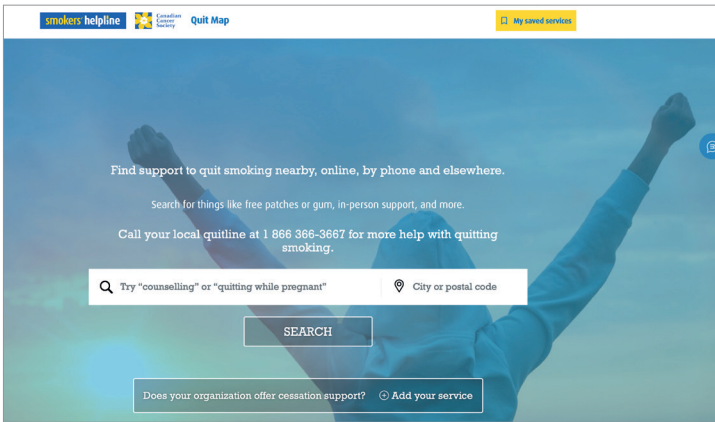 smokers' helpline
Canadian
Cancer
Society
Quit Map
My saved services
Find support to quit smoking nearby, online, by phone and elsewhere.
Search for things like free patches or gum, in-person support, and more.
Call your local quitline at 1 866 366-3667 for more help with quitting
smoking.
Try “counselling” or “quitting while pregnant”
City or postal code
SEARCH
Does your organization offer cessation support? Add your service